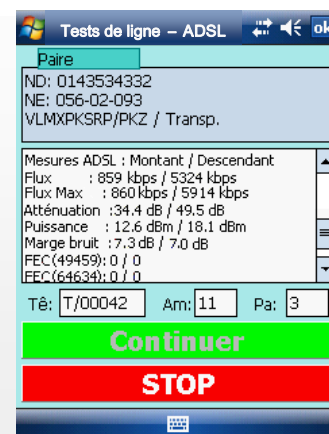 Tests de ligne – ADSL ok
Paire
ND: 0143534332
NE: 056-02-093
VLMXPKSRP/PKZ / Transp.
Mesures ADSL : Montant / Descendant
Flux : 859 kbps / 5324 kbps
Flux Max : 860 kbps / 5914 kbps
Atténuation :34.4 dB / 49.5 dB
Puissance : 12.6 dBm / 18.1 dBm
Marge bruit :7.3 dB / 7.0 dB
FEC(49459): 0 / 0
FEC(64634): 0 / 0
Tê: T/00042 Am: 11 Pa: 3
Continuer
STOP